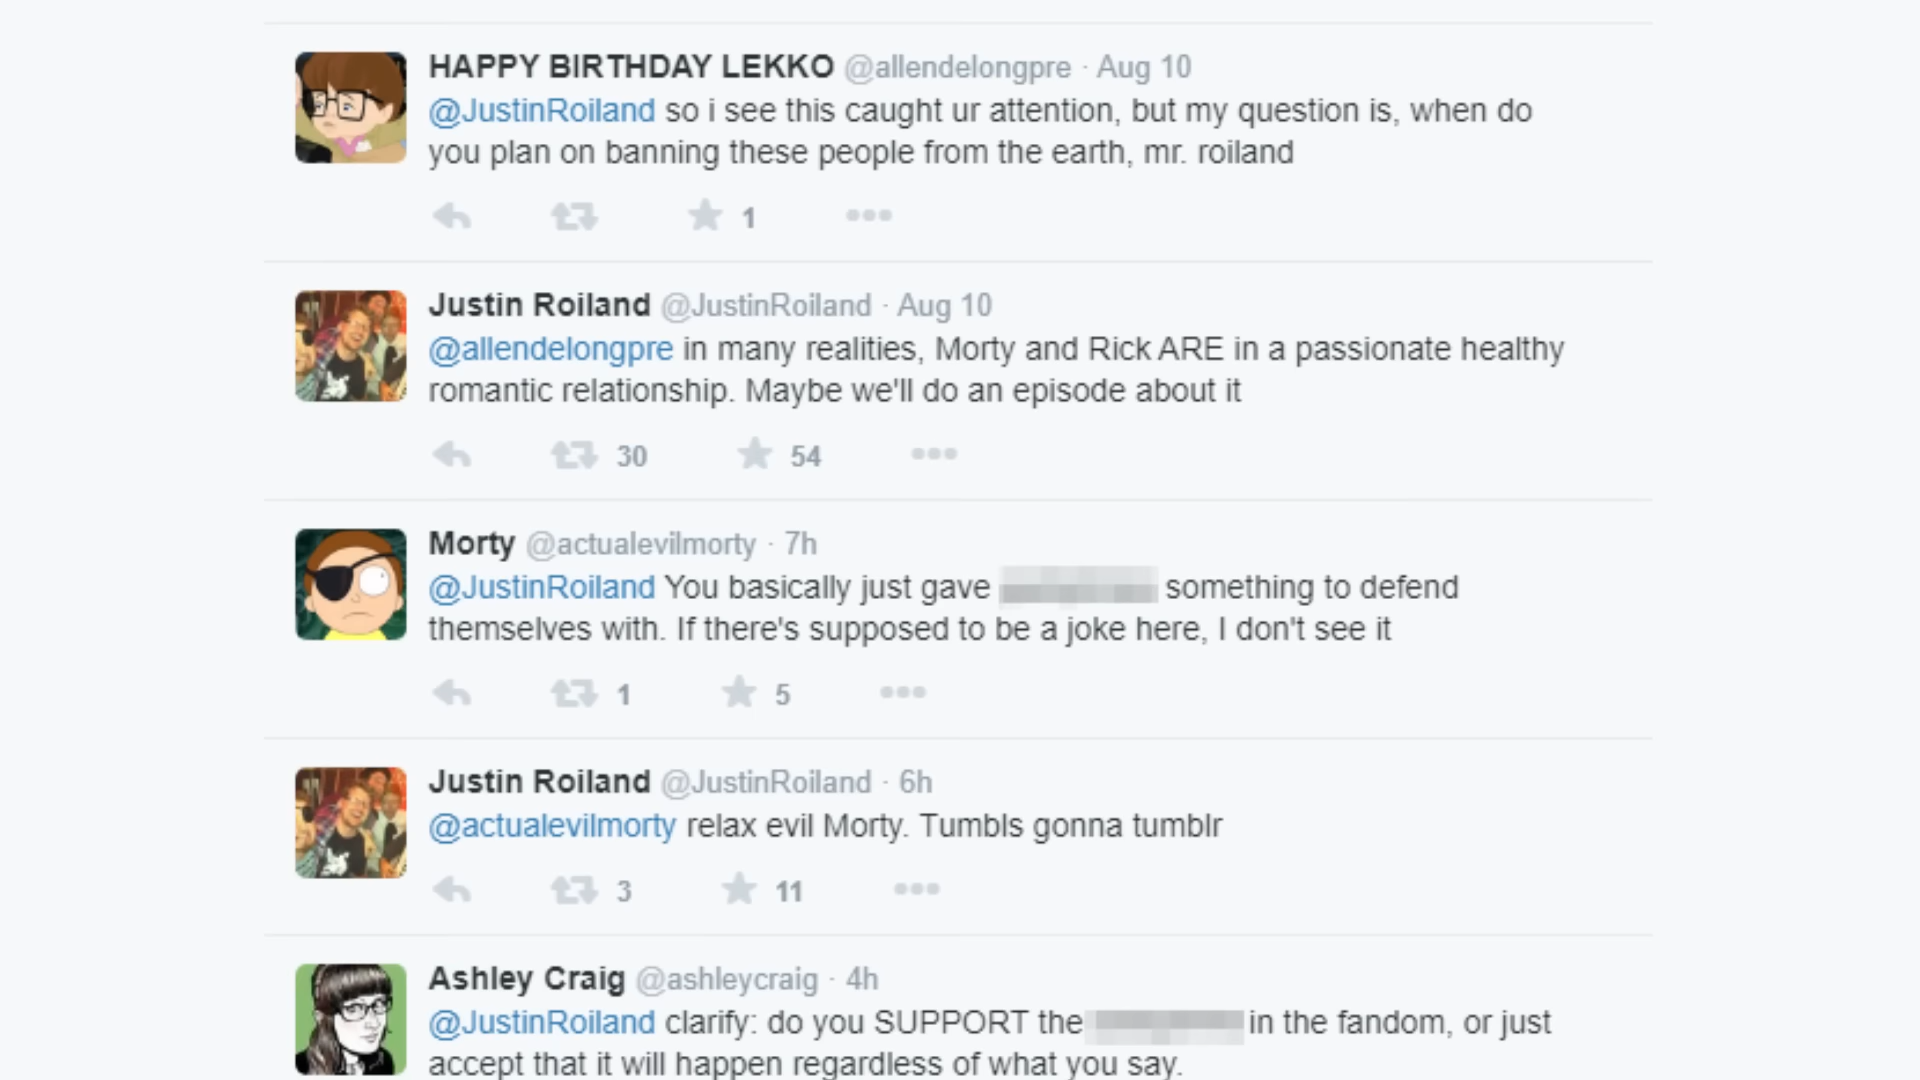 HAPPY BIRTHDAY LEKKO @allendelongpre · Aug 10
@JustinRoiland so i see this caught ur attention, but my question is, when do
you plan on banning these people from the earth, mr. roiland
1
Justin Roiland @JustinRoiland · Aug 10
@allendelongpre in many realities, Morty and Rick ARE in a passionate healthy
romantic relationship. Maybe we'll do an episode about it
30 54
Morty @actualevilmorty · 7h
@JustinRoiland You basically just gave something to defend
themselves with. If there's supposed to be a joke here, I don't see it
1 5
Justin Roiland @JustinRoiland · 6h
@actualevilmorty relax evil Morty. Tumbls gonna tumblr
3 11
Ashley Craig @ashleycraig · 4h
@JustinRoiland clarify: do you SUPPORT the in the fandom, or just
accept that it will happen regardless of what you say.